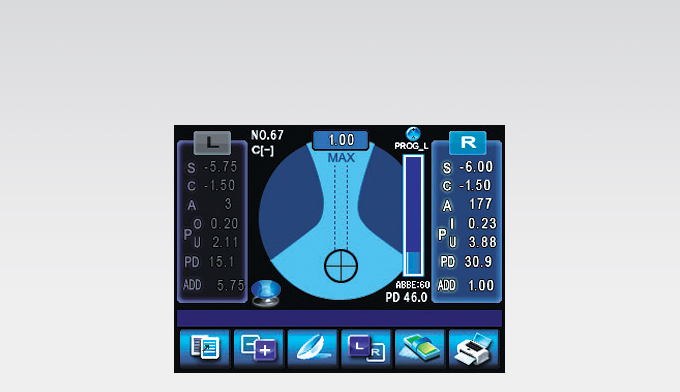 L
NO.67
C[-]
1.00
MAX
PROG_L
R
S -5.75
C -1.50
A 3
P O 0.20
U 2.11
PD 15.1
ADD 5.75
S -6.00
C -1.50
A 177
P I 0.23
U 3.88
PD 30.9
ADD 1.00
ABBE:60
PD 46.0
L
R